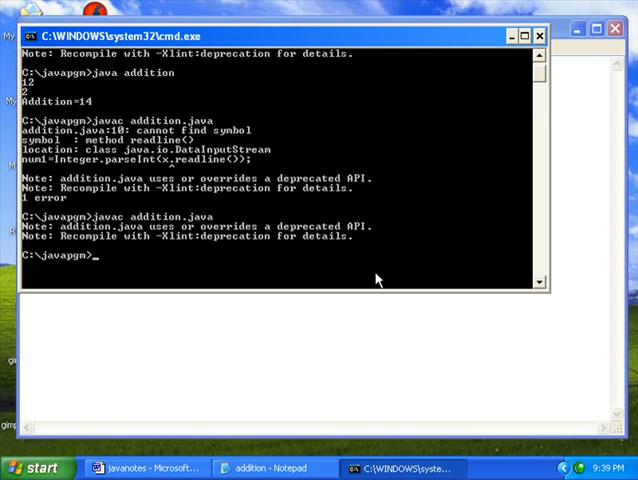 C:\WINDOWS\system32\cmd.exe
Note: Recompile with -Xlint:deprecation for details.
C:\javapgm>java addition
12
2
Addition=14
C:\javapgm>javac addition.java
addition.java:10: cannot find symbol
symbol  : method readline()
location: class java.io.DataInputStream
num1=Integer.parseInt(x.readline());
^
Note: addition.java uses or overrides a deprecated API.
Note: Recompile with -Xlint:deprecation for details.
1 error
C:\javapgm>javac addition.java
Note: addition.java uses or overrides a deprecated API.
Note: Recompile with -Xlint:deprecation for details.
C:\javapgm>_
My
My
gim
gimp
start
javanotes - Microsoft...
addition - Notepad
C:\WINDOWS\syste...
9:39 PM